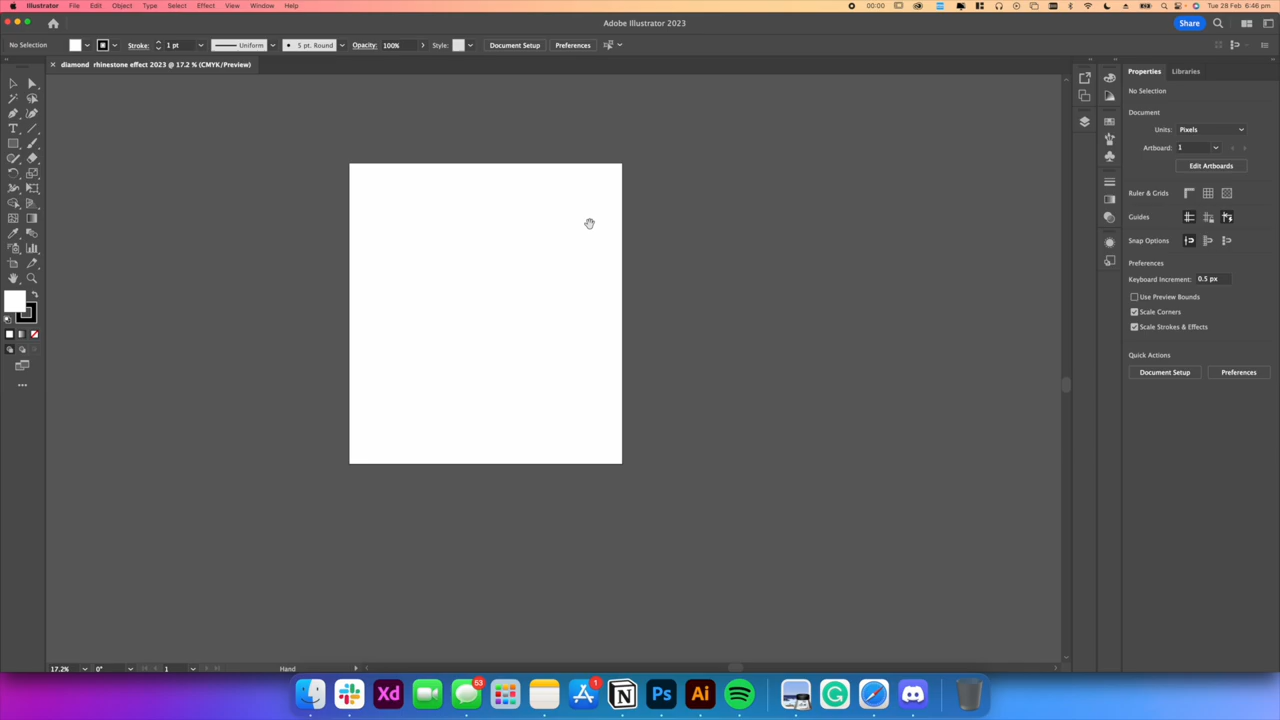 Illustrator File Edit Object Type Select Effect View Window Help 00:00 Tue 28 Feb 6:46 pm
Adobe Illustrator 2023
Share
No Selection Stroke: 1 pt Uniform 5 pt. Round Opacity: 100% Style: Document Setup Preferences
× diamond rhinestone effect 2023 @ 17.2 % (CMYK/Preview)
Properties Libraries
No Selection
Document
Units: Pixels
Artboard: 1
Edit Artboards
Ruler & Grids
Guides
Snap Options
Preferences
Keyboard Increment: 0.5 px
Use Preview Bounds
Scale Corners
Scale Strokes & Effects
Quick Actions
Document Setup Preferences
17.2% 0° 1 Hand
53
1
Xd
Ps
Ai